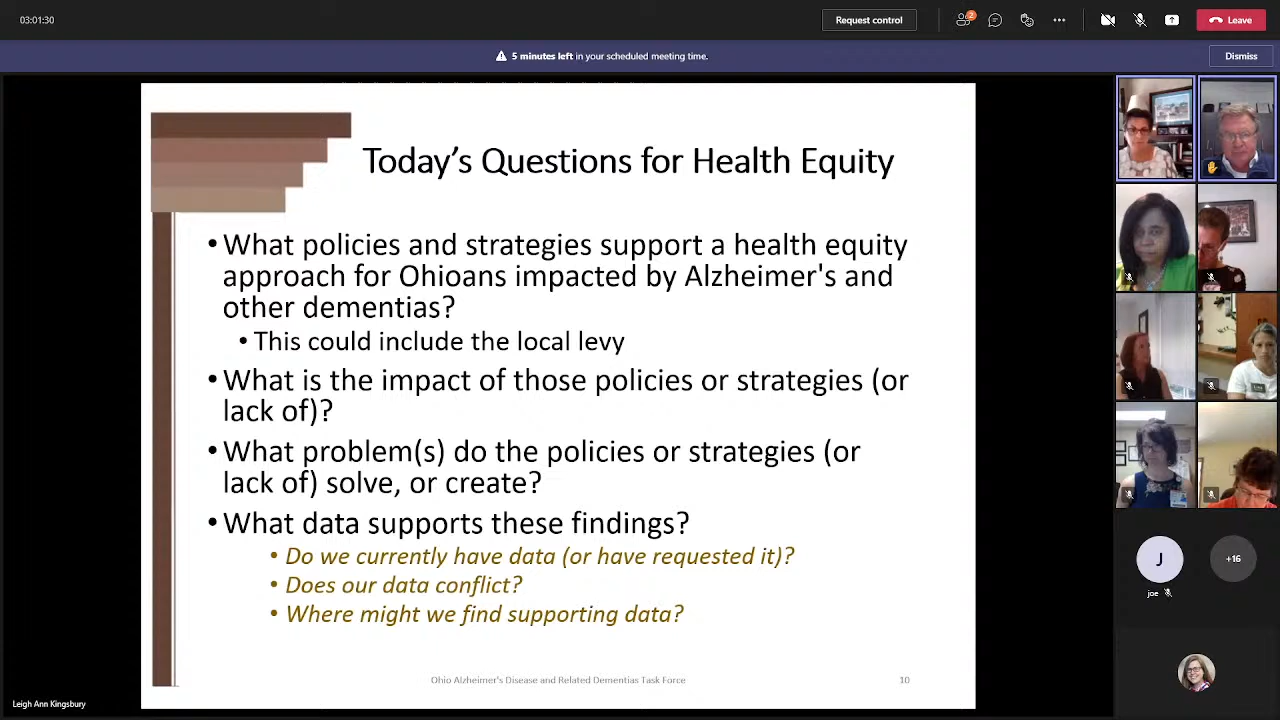 03:01:30
Request control
2
Leave
5 minutes left in your scheduled meeting time.
Dismiss
Today's Questions for Health Equity
• What policies and strategies support a health equity
approach for Ohioans impacted by Alzheimer's and
other dementias?
• This could include the local levy
• What is the impact of those policies or strategies (or
lack of)?
• What problem(s) do the policies or strategies (or
lack of) solve, or create?
• What data supports these findings?
• Do we currently have data (or have requested it)?
• Does our data conflict?
• Where might we find supporting data?
Ohio Alzheimer's Disease and Related Dementias Task Force
10
J
+16
joe
Leigh Ann Kingsbury